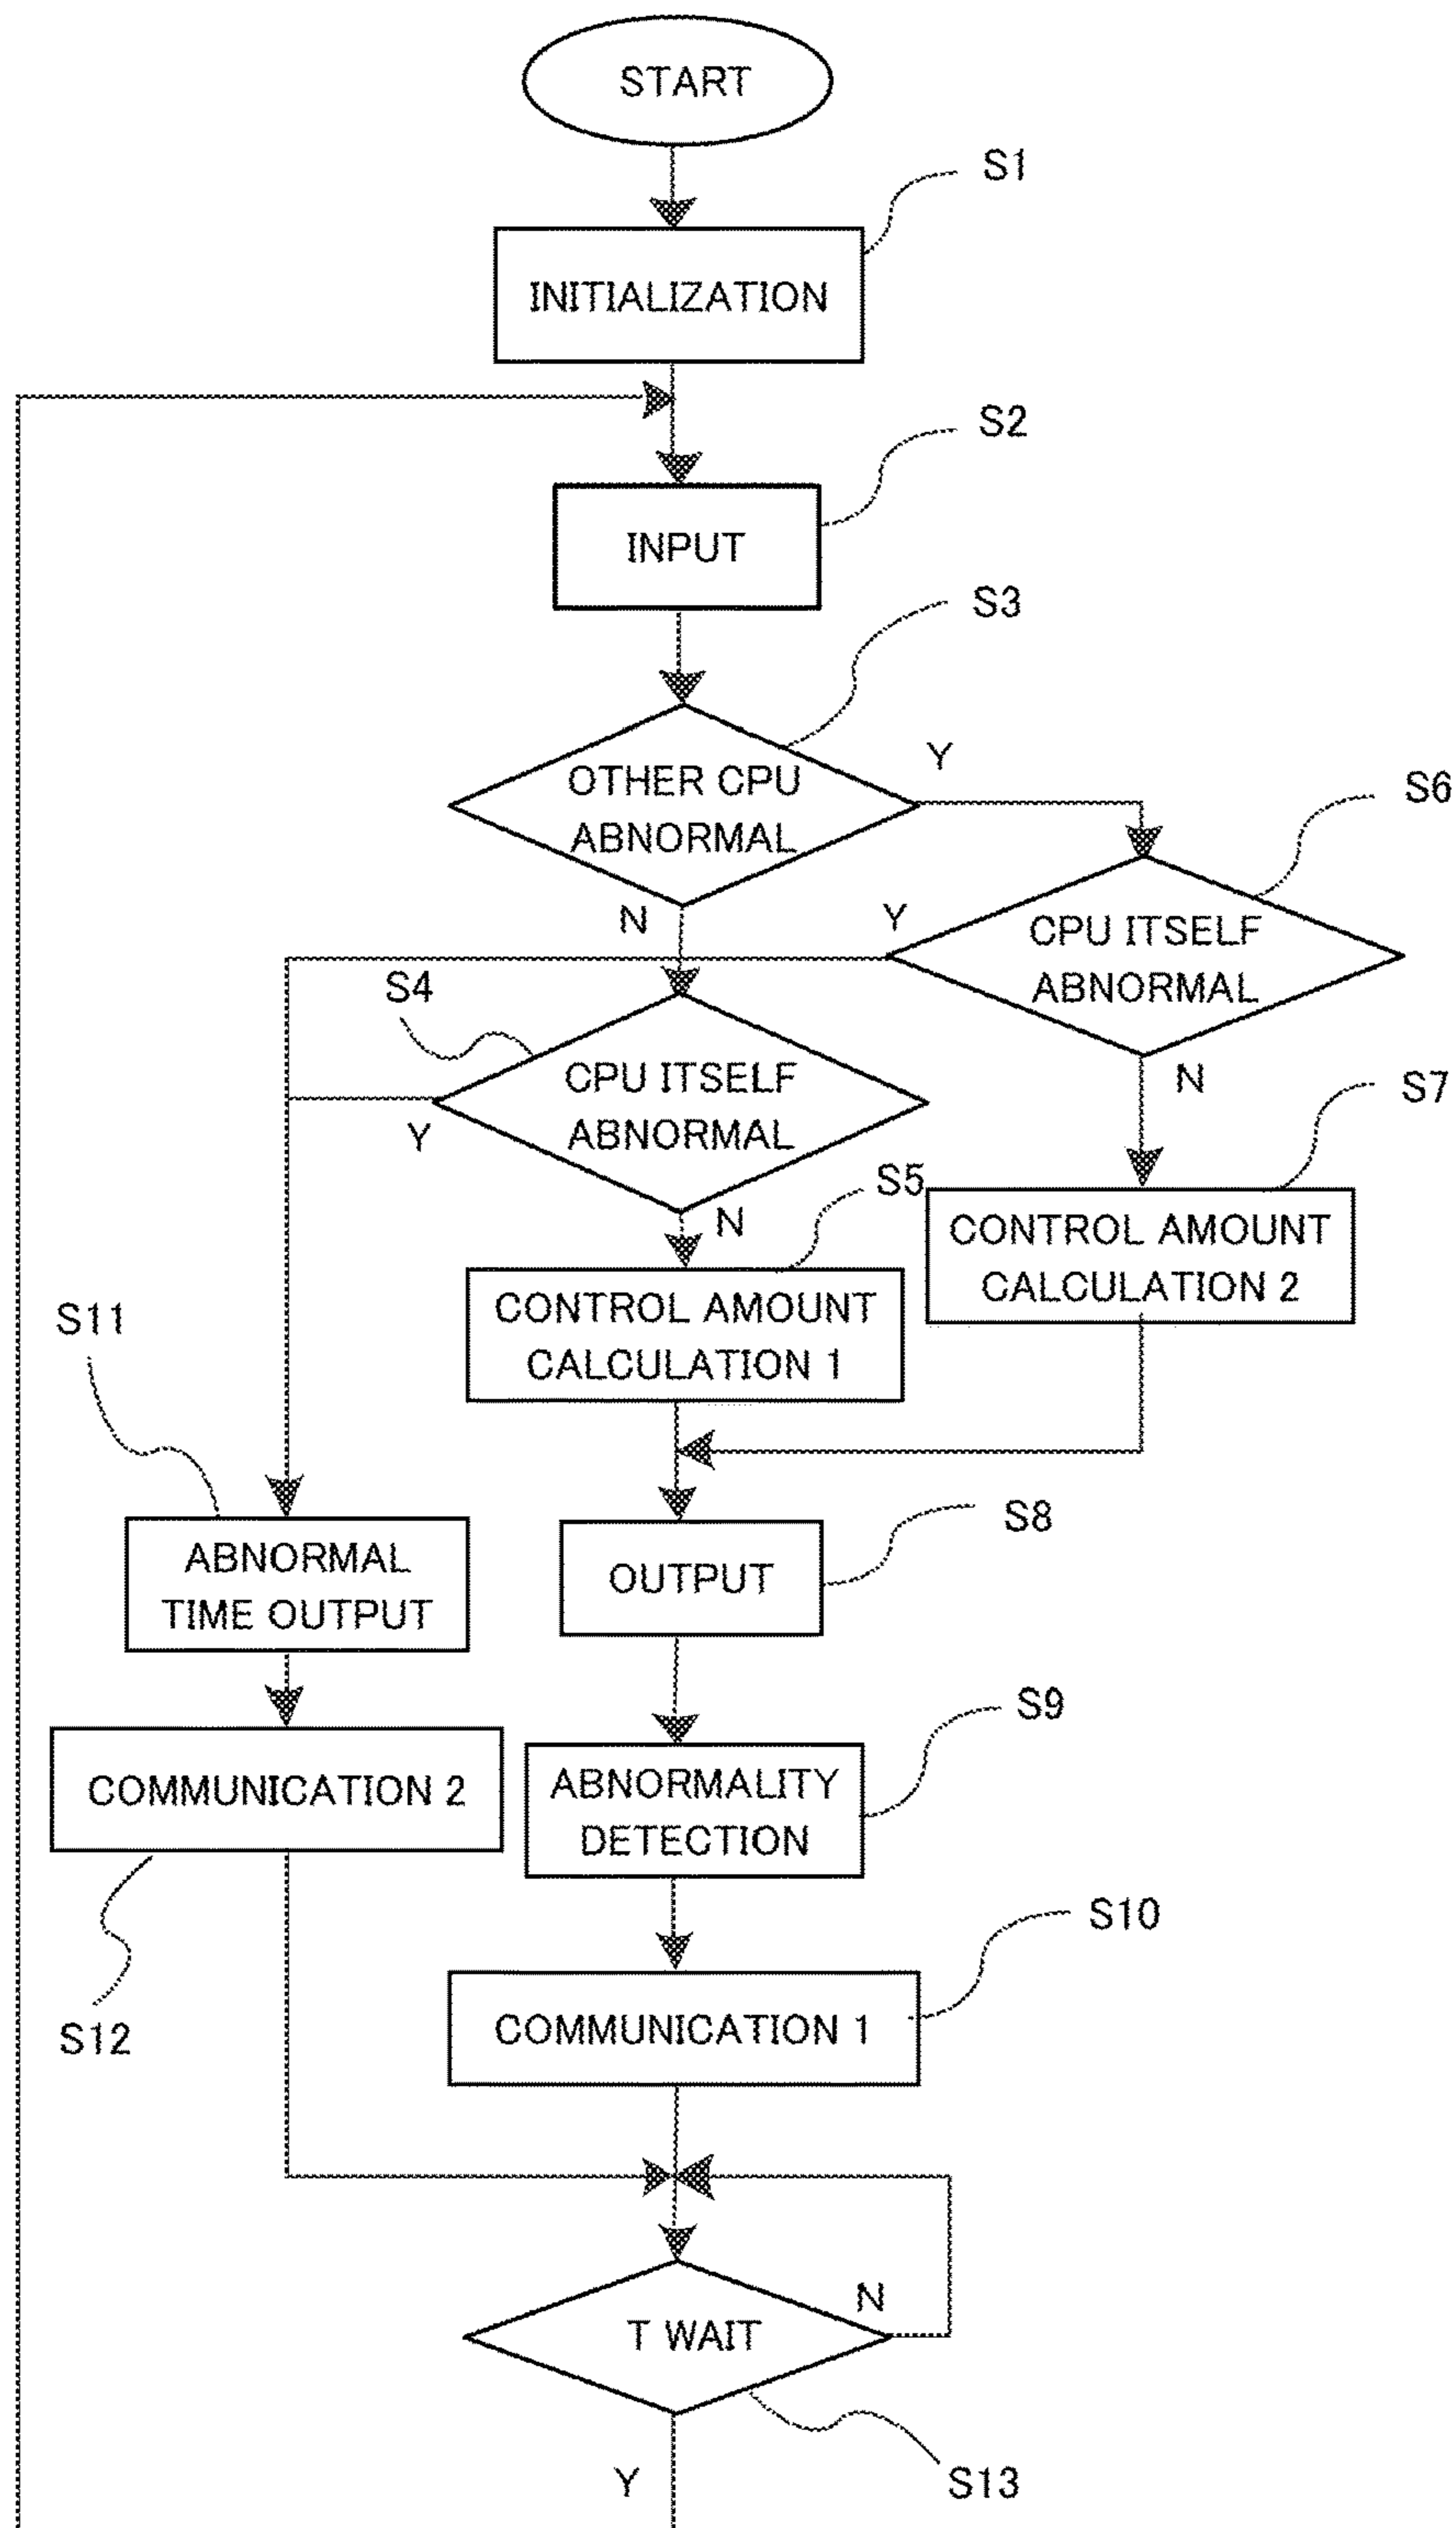 START
S1
INITIALIZATION
S2
INPUT
S3
OTHER CPU
ABNORMAL
Y
N
S6
CPU ITSELF
ABNORMAL
Y
N
S4
CPU ITSELF
ABNORMAL
Y
N
S7
CONTROL AMOUNT
CALCULATION 2
S5
CONTROL AMOUNT
CALCULATION 1
S11
ABNORMAL
TIME OUTPUT
S8
OUTPUT
S9
ABNORMALITY
DETECTION
COMMUNICATION 2
S12
S10
COMMUNICATION 1
T WAIT
N
Y
S13